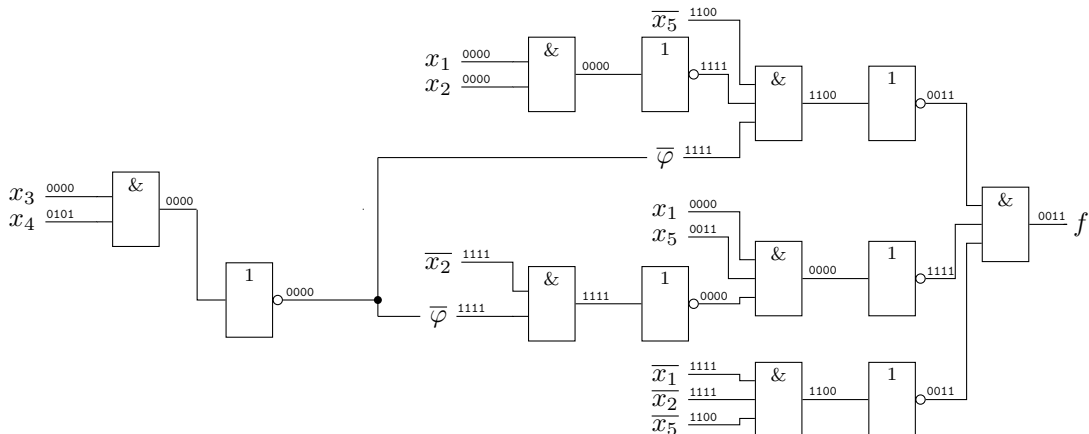 x̅₅ 1100
x₁ 0000
x₂ 0000
& 0000
1 1111
& 1100
1 0011
φ̅ 1111
x₃ 0000
x₄ 0101
& 0000
1 0000
x₁ 0000
x₅ 0011
x̅₂ 1111
φ̅ 1111
& 1111
1 0000
& 0000
1 1111
& 0011 f
x̅₁ 1111
x̅₂ 1111
x̅₅ 1100
& 1100
1 0011